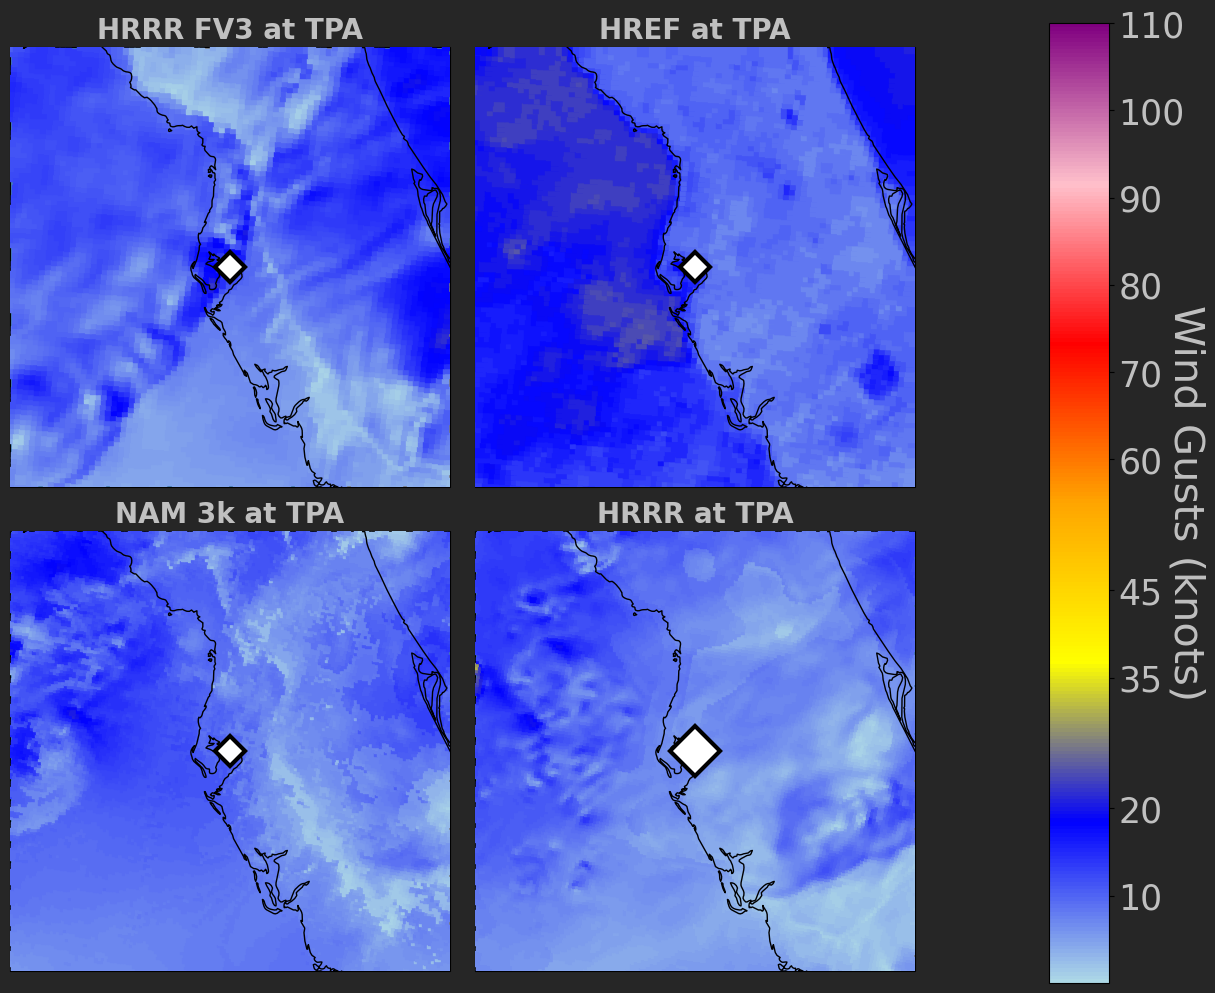 HRRR FV3 at TPA
HREF at TPA
NAM 3k at TPA
HRRR at TPA
110
100
90
80
70
60
45
35
20
10
Wind Gusts (knots)